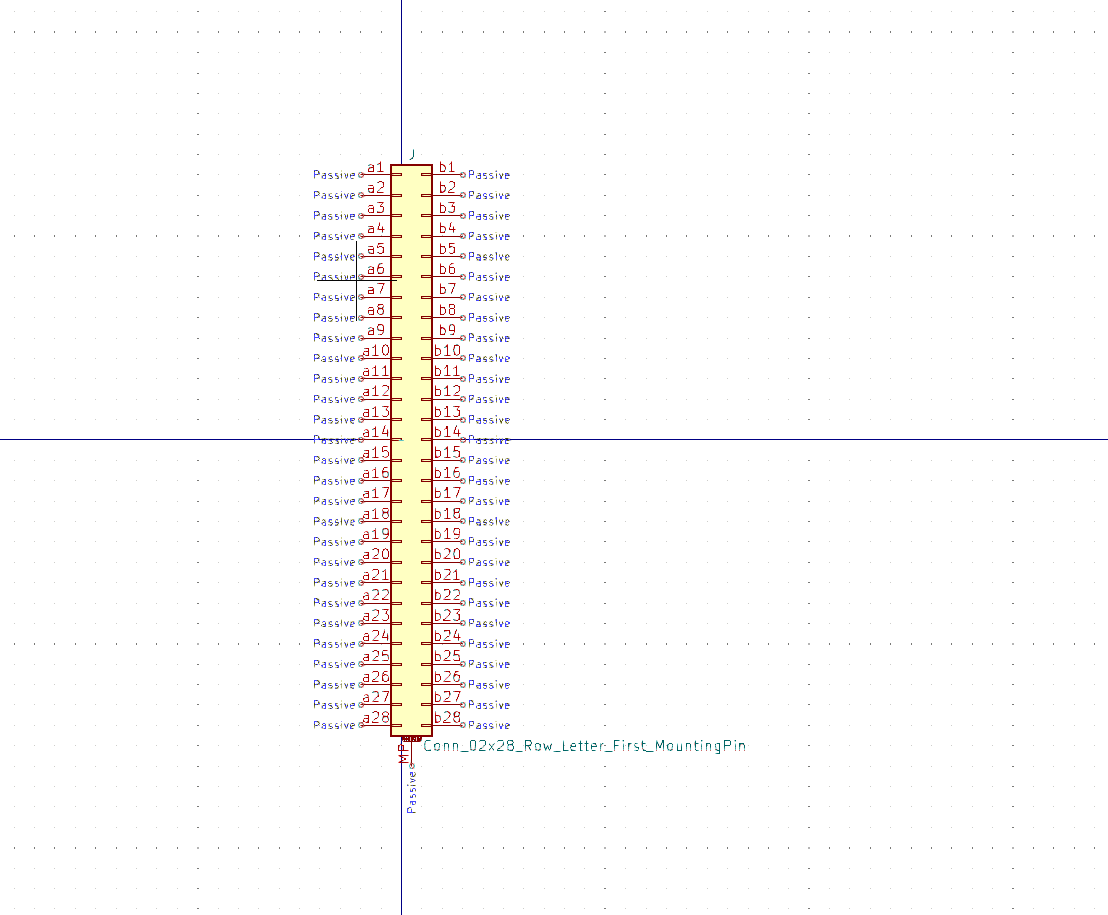 J
Passive a1 b1 Passive
Passive a2 b2 Passive
Passive a3 b3 Passive
Passive a4 b4 Passive
Passive a5 b5 Passive
Passive a6 b6 Passive
Passive a7 b7 Passive
Passive a8 b8 Passive
Passive a9 b9 Passive
Passive a10 b10 Passive
Passive a11 b11 Passive
Passive a12 b12 Passive
Passive a13 b13 Passive
Passive a14 b14 Passive
Passive a15 b15 Passive
Passive a16 b16 Passive
Passive a17 b17 Passive
Passive a18 b18 Passive
Passive a19 b19 Passive
Passive a20 b20 Passive
Passive a21 b21 Passive
Passive a22 b22 Passive
Passive a23 b23 Passive
Passive a24 b24 Passive
Passive a25 b25 Passive
Passive a26 b26 Passive
Passive a27 b27 Passive
Passive a28 b28 Passive
Conn_02x28_Row_Letter_First_MountingPin
MP
Passive